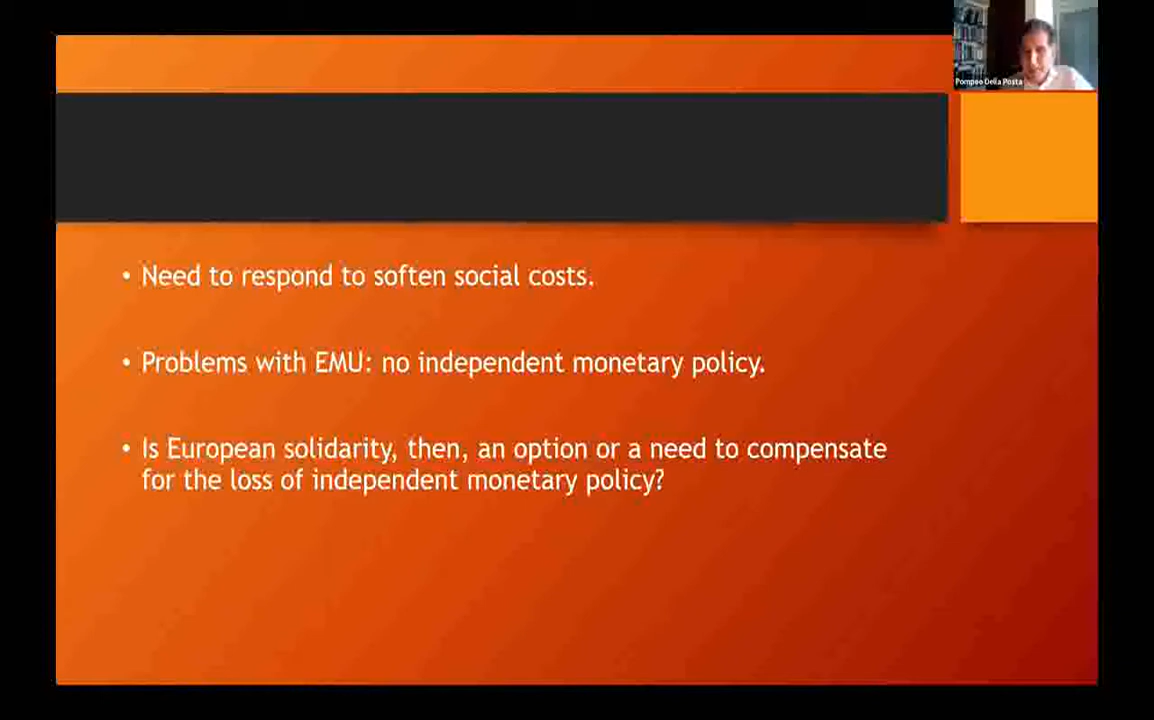 Pompeo Della Posta
• Need to respond to soften social costs.
• Problems with EMU: no independent monetary policy.
• Is European solidarity, then, an option or a need to compensate
for the loss of independent monetary policy?